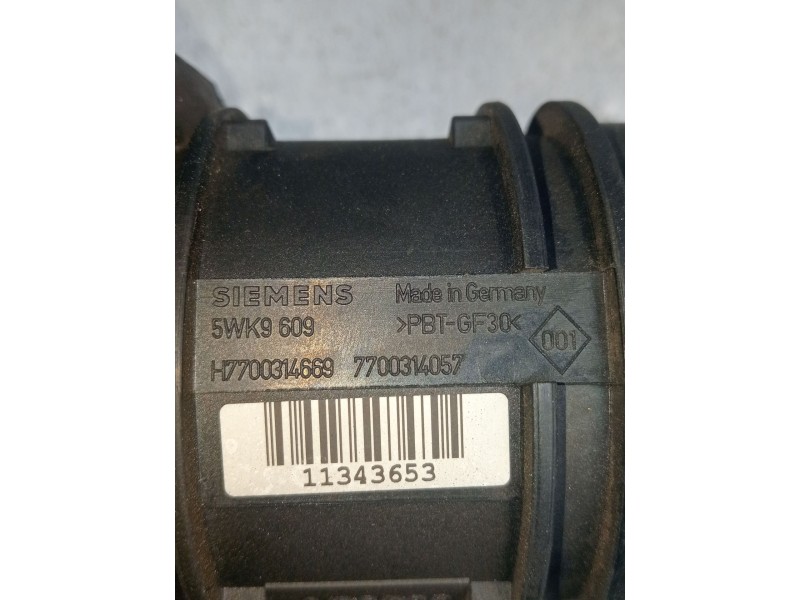 SIEMENS Made in Germany
5WK9 609 >PBT-GF30< 001
H7700314669 7700314057
11343653